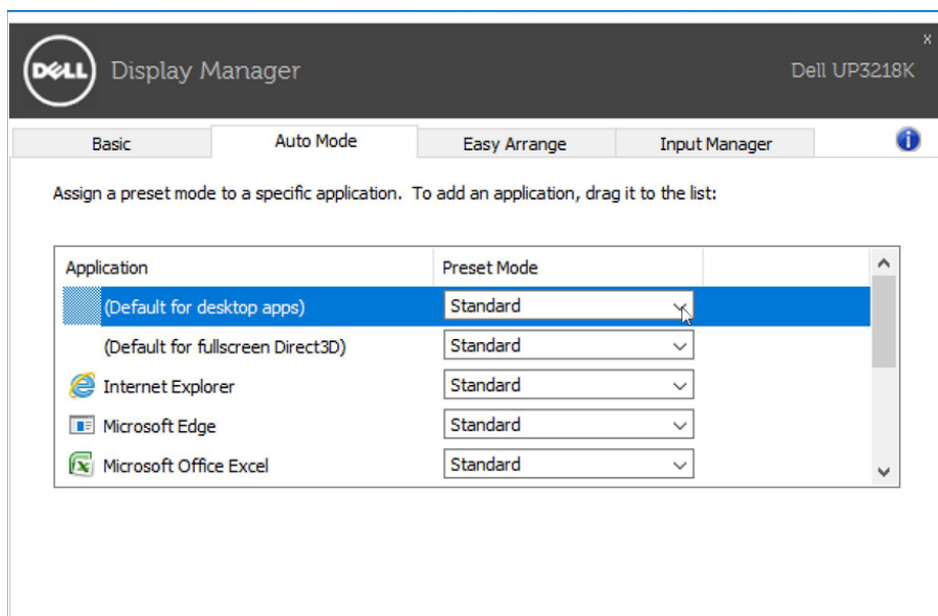 DELL Display Manager
x
Dell UP3218K
Basic Auto Mode Easy Arrange Input Manager
Assign a preset mode to a specific application. To add an application, drag it to the list:
Application Preset Mode
(Default for desktop apps) Standard
(Default for fullscreen Direct3D) Standard
Internet Explorer Standard
Microsoft Edge Standard
Microsoft Office Excel Standard